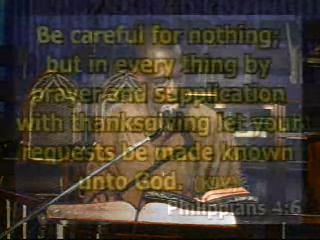 Be careful for nothing;
but in every thing by
prayer and supplication
with thanksgiving let your
requests be made known
unto God. (KJV)
Philippians 4:6